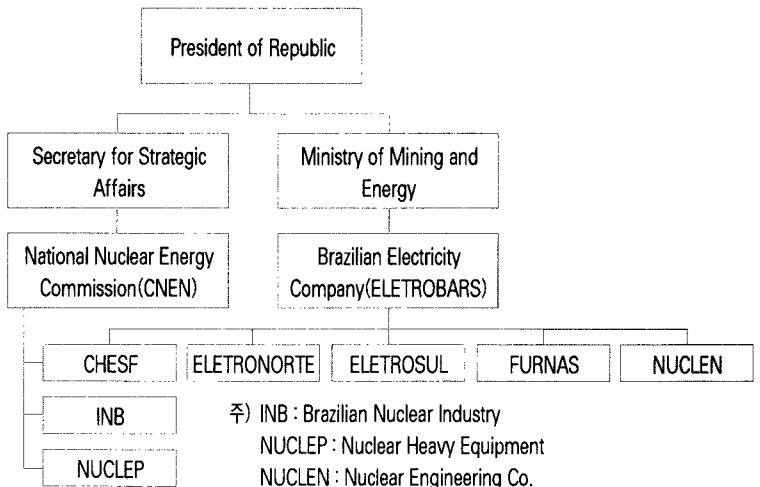 President of Republic
Secretary for Strategic
Affairs
Ministry of Mining and
Energy
National Nuclear Energy
Commission(CNEN)
Brazilian Electricity
Company(ELETROBARS)
CHESF
ELETRONORTE
ELETROSUL
FURNAS
NUCLEN
INB
NUCLEP
주) INB : Brazilian Nuclear Industry
NUCLEP : Nuclear Heavy Equipment
NUCLEN : Nuclear Engineering Co.